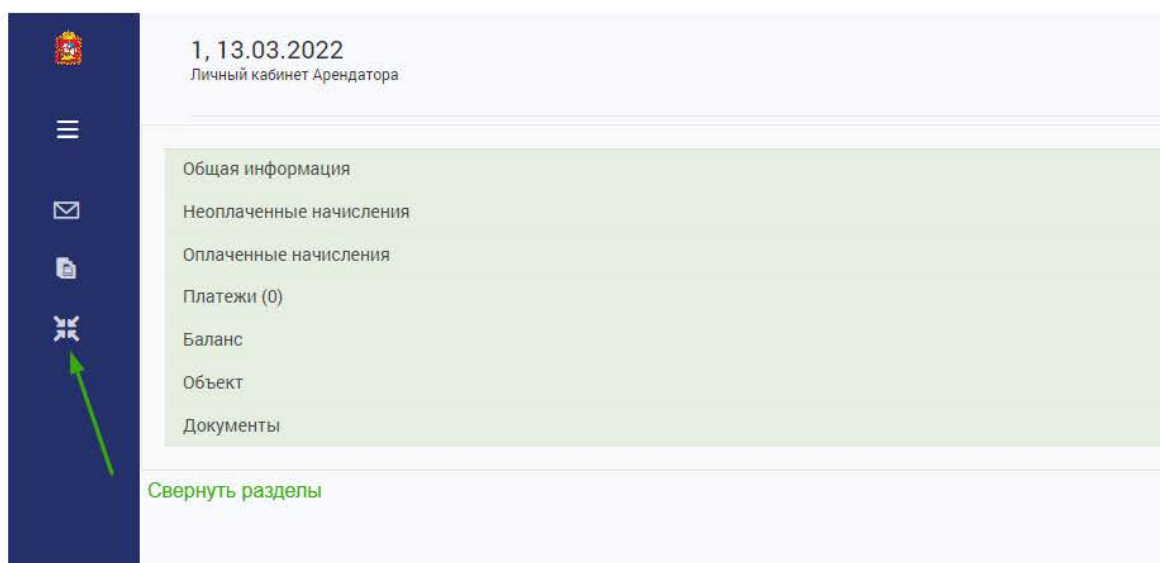 1, 13.03.2022
Личный кабинет Арендатора
Общая информация
Неоплаченные начисления
Оплаченные начисления
Платежи (0)
Баланс
Объект
Документы
Свернуть разделы